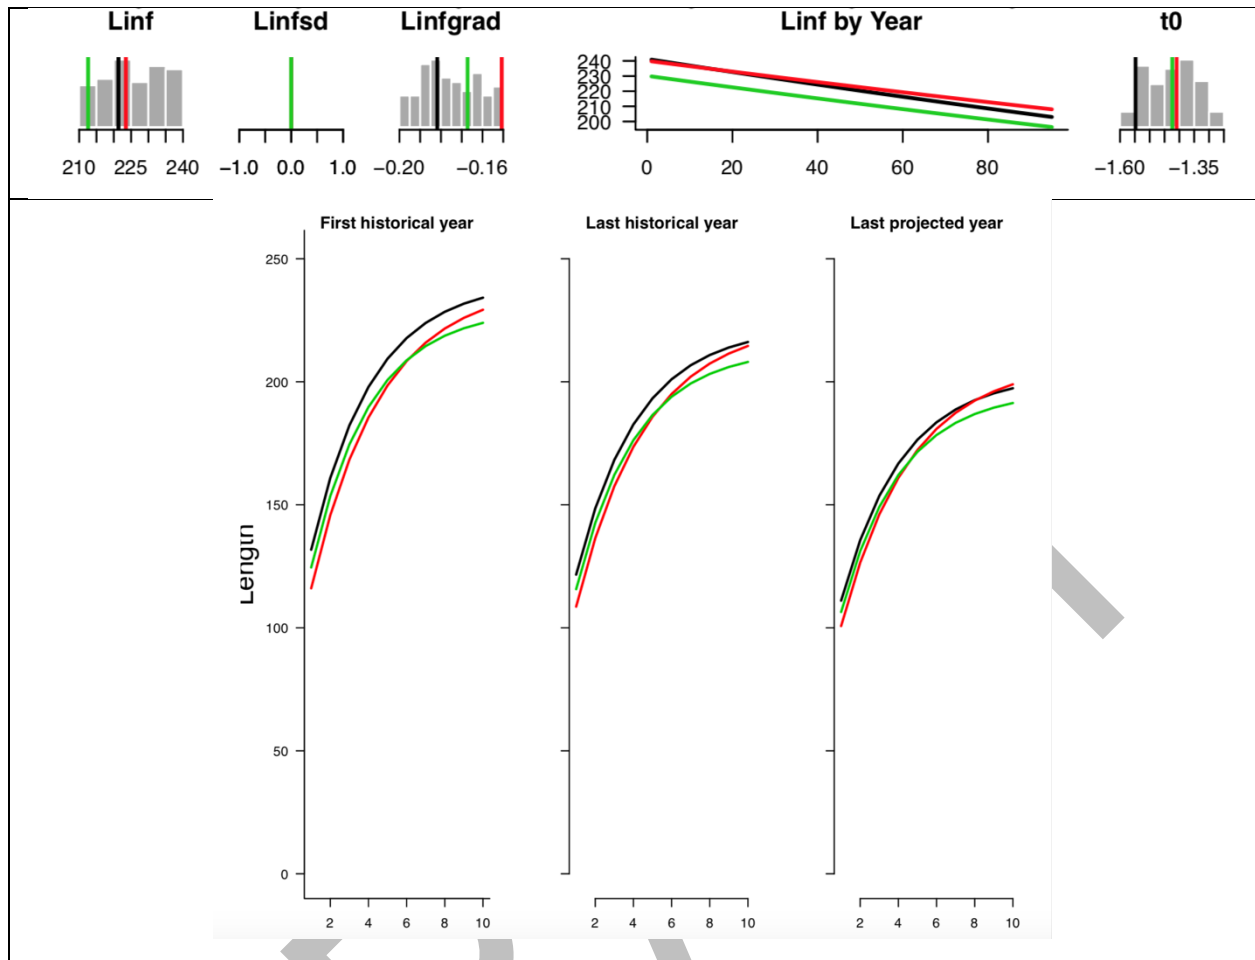 Linf Linfsd Linfgrad Linf by Year t0
240
230
220
210
200
210 225 240 −1.0 0.0 1.0 −0.20 −0.16 0 20 40 60 80 −1.60 −1.35
First historical year Last historical year Last projected year
250
200
150
Length
100
50
0
2 4 6 8 10 2 4 6 8 10 2 4 6 8 10